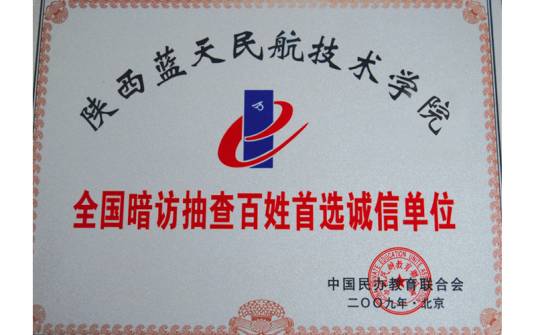 陕西蓝天民航技术学院
全国暗访抽查百姓首选诚信单位
中国民办教育联合会
二〇〇九年·北京